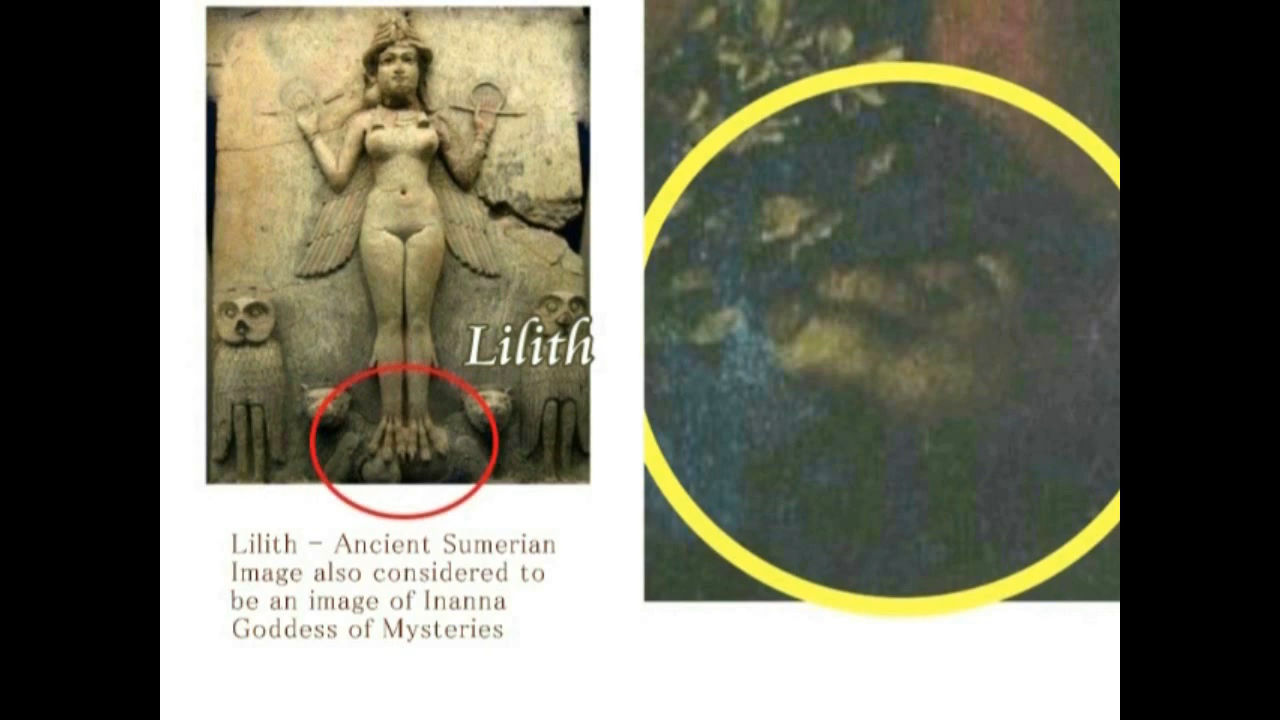 Lilith
Lilith - Ancient Sumerian
Image also considered to
be an image of Inanna
Goddess of Mysteries